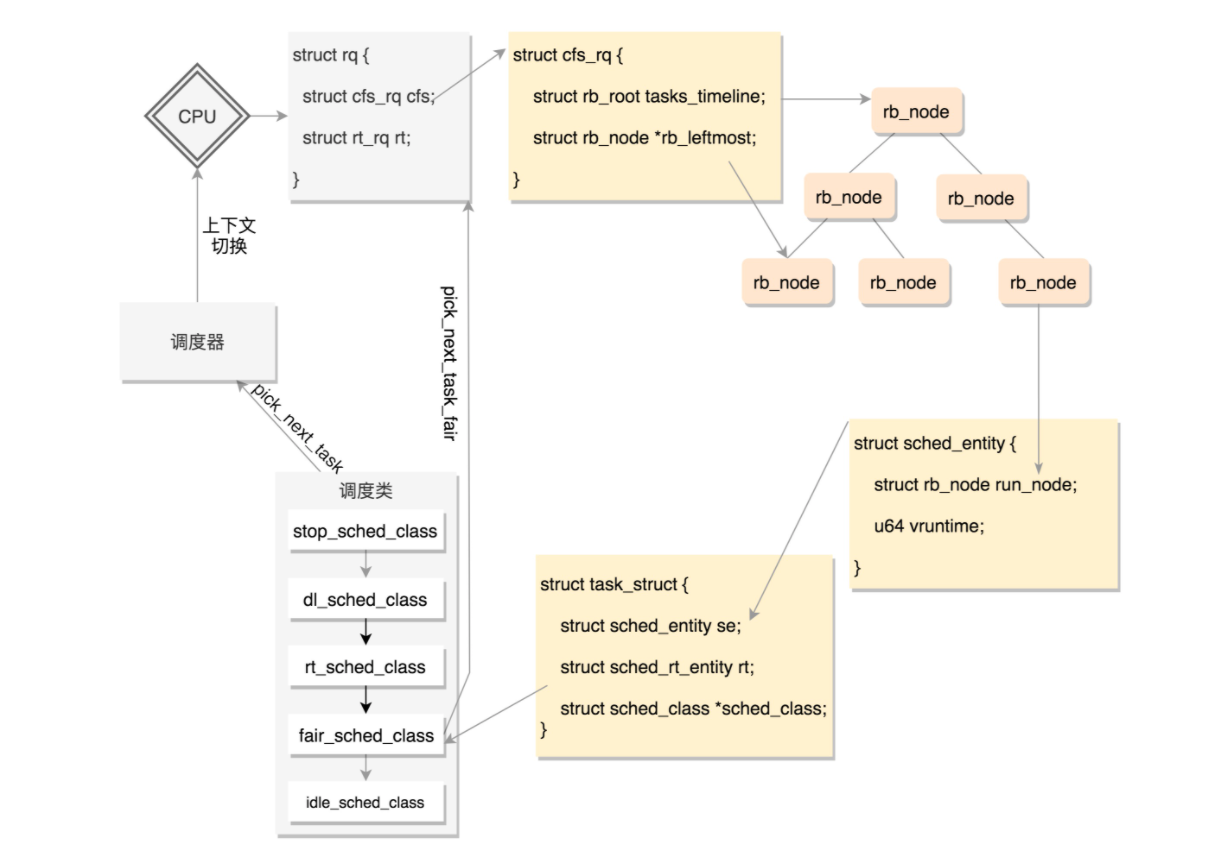 CPU
struct rq {
struct cfs_rq cfs;
struct rt_rq rt;
}
struct cfs_rq {
struct rb_root tasks_timeline;
struct rb_node *rb_leftmost;
}
rb_node
rb_node
rb_node
rb_node
rb_node
rb_node
上下文
切换
调度器
pick_next_task
pick_next_task_fair
调度类
stop_sched_class
dl_sched_class
rt_sched_class
fair_sched_class
idle_sched_class
struct task_struct {
struct sched_entity se;
struct sched_rt_entity rt;
struct sched_class *sched_class;
}
struct sched_entity {
struct rb_node run_node;
u64 vruntime;
}